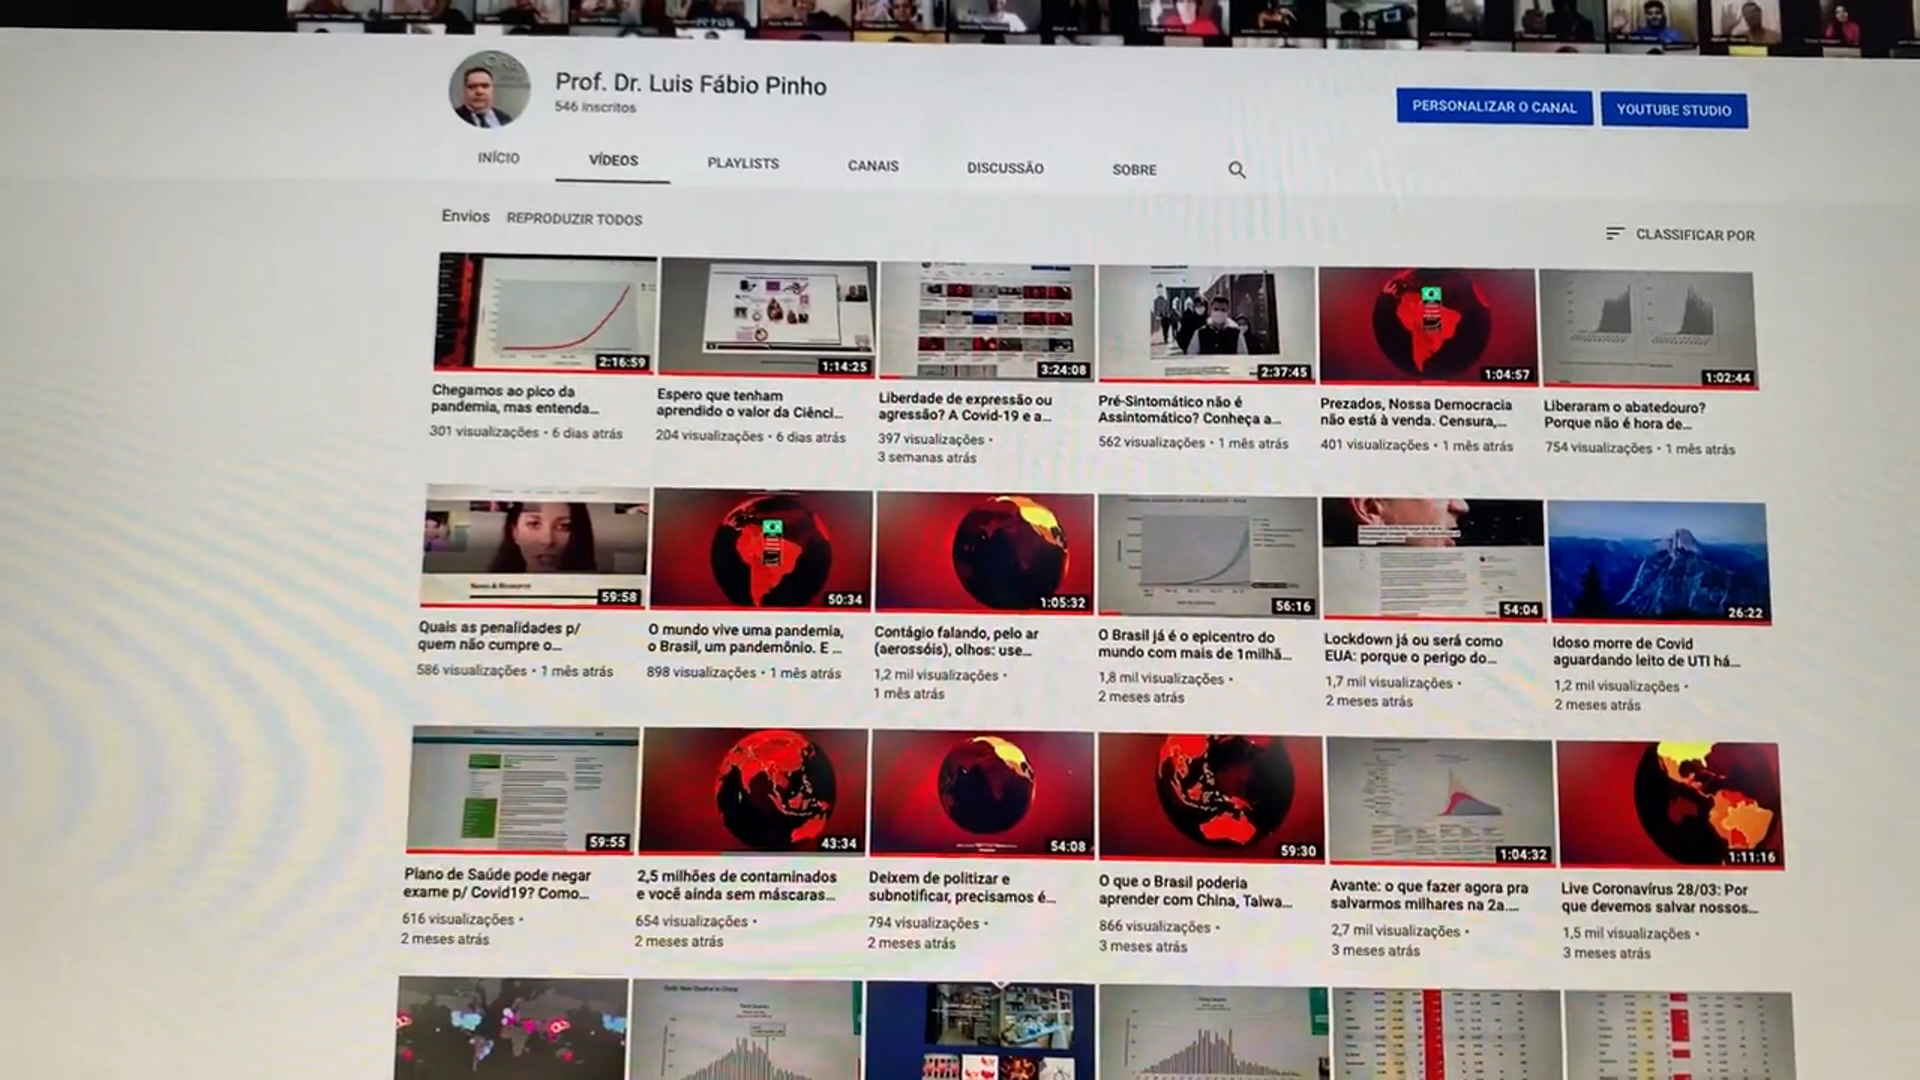 Prof. Dr. Luis Fábio Pinho
546 inscritos
PERSONALIZAR O CANAL
YOUTUBE STUDIO
INÍCIO
VÍDEOS
PLAYLISTS
CANAIS
DISCUSSÃO
SOBRE
Envios
REPRODUZIR TODOS
CLASSIFICAR POR
2:16:59
1:14:25
3:24:08
2:37:45
1:04:57
1:02:44
Chegamos ao pico da
pandemia, mas entenda...
301 visualizações • 6 dias atrás
Espero que tenham
aprendido o valor da Ciênci...
204 visualizações • 6 dias atrás
Liberdade de expressão ou
agressão? A Covid-19 e a...
397 visualizações •
3 semanas atrás
Pré-Sintomático não é
Assintomático? Conheça a...
562 visualizações • 1 mês atrás
Prezados, Nossa Democracia
não está à venda. Censura,...
401 visualizações • 1 mês atrás
Liberaram o abatedouro?
Porque não é hora de...
754 visualizações • 1 mês atrás
59:58
50:34
1:05:32
56:16
54:04
26:22
Quais as penalidades p/
quem não cumpre o...
586 visualizações • 1 mês atrás
O mundo vive uma pandemia,
o Brasil, um pandemônio. E ...
898 visualizações • 1 mês atrás
Contágio falando, pelo ar
(aerossóis), olhos: use...
1,2 mil visualizações •
1 mês atrás
O Brasil já é o epicentro do
mundo com mais de 1milhã...
1,8 mil visualizações •
2 meses atrás
Lockdown já ou será como
EUA: porque o perigo do...
1,7 mil visualizações •
2 meses atrás
Idoso morre de Covid
aguardando leito de UTI há...
1,2 mil visualizações •
2 meses atrás
59:55
43:34
54:08
59:30
1:04:32
1:11:16
Plano de Saúde pode negar
exame p/ Covid19? Como...
616 visualizações •
2 meses atrás
2,5 milhões de contaminados
e você ainda sem máscaras...
654 visualizações •
2 meses atrás
Deixem de politizar e
subnotificar, precisamos é...
794 visualizações •
2 meses atrás
O que o Brasil poderia
aprender com China, Taiwa...
866 visualizações •
3 meses atrás
Avante: o que fazer agora pra
salvarmos milhares na 2a....
2,7 mil visualizações •
3 meses atrás
Live Coronavírus 28/03: Por
que devemos salvar nossos...
1,5 mil visualizações •
3 meses atrás